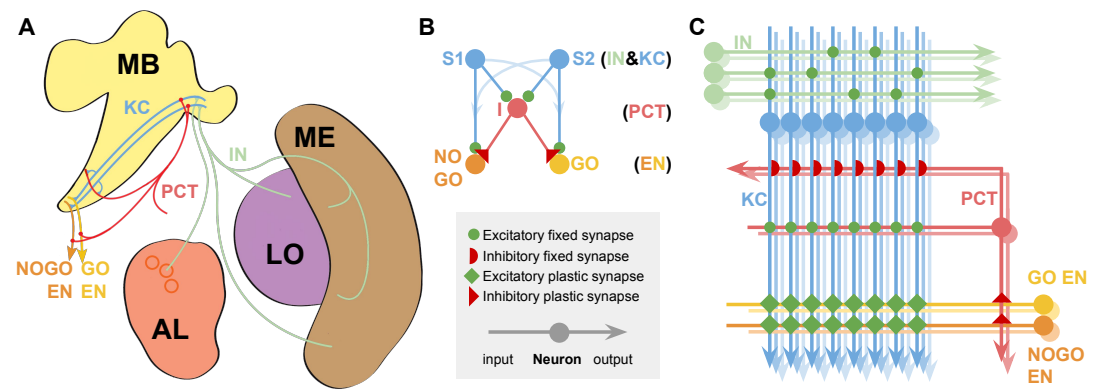 A
MB
KC
IN
ME
PCT
LO
NOGO GO
EN EN
AL
B
S1 S2 (IN&KC)
I (PCT)
NO
GO
GO (EN)
Excitatory fixed synapse
Inhibitory fixed synapse
Excitatory plastic synapse
Inhibitory plastic synapse
input Neuron output
C
IN
KC
PCT
GO EN
NOGO
EN